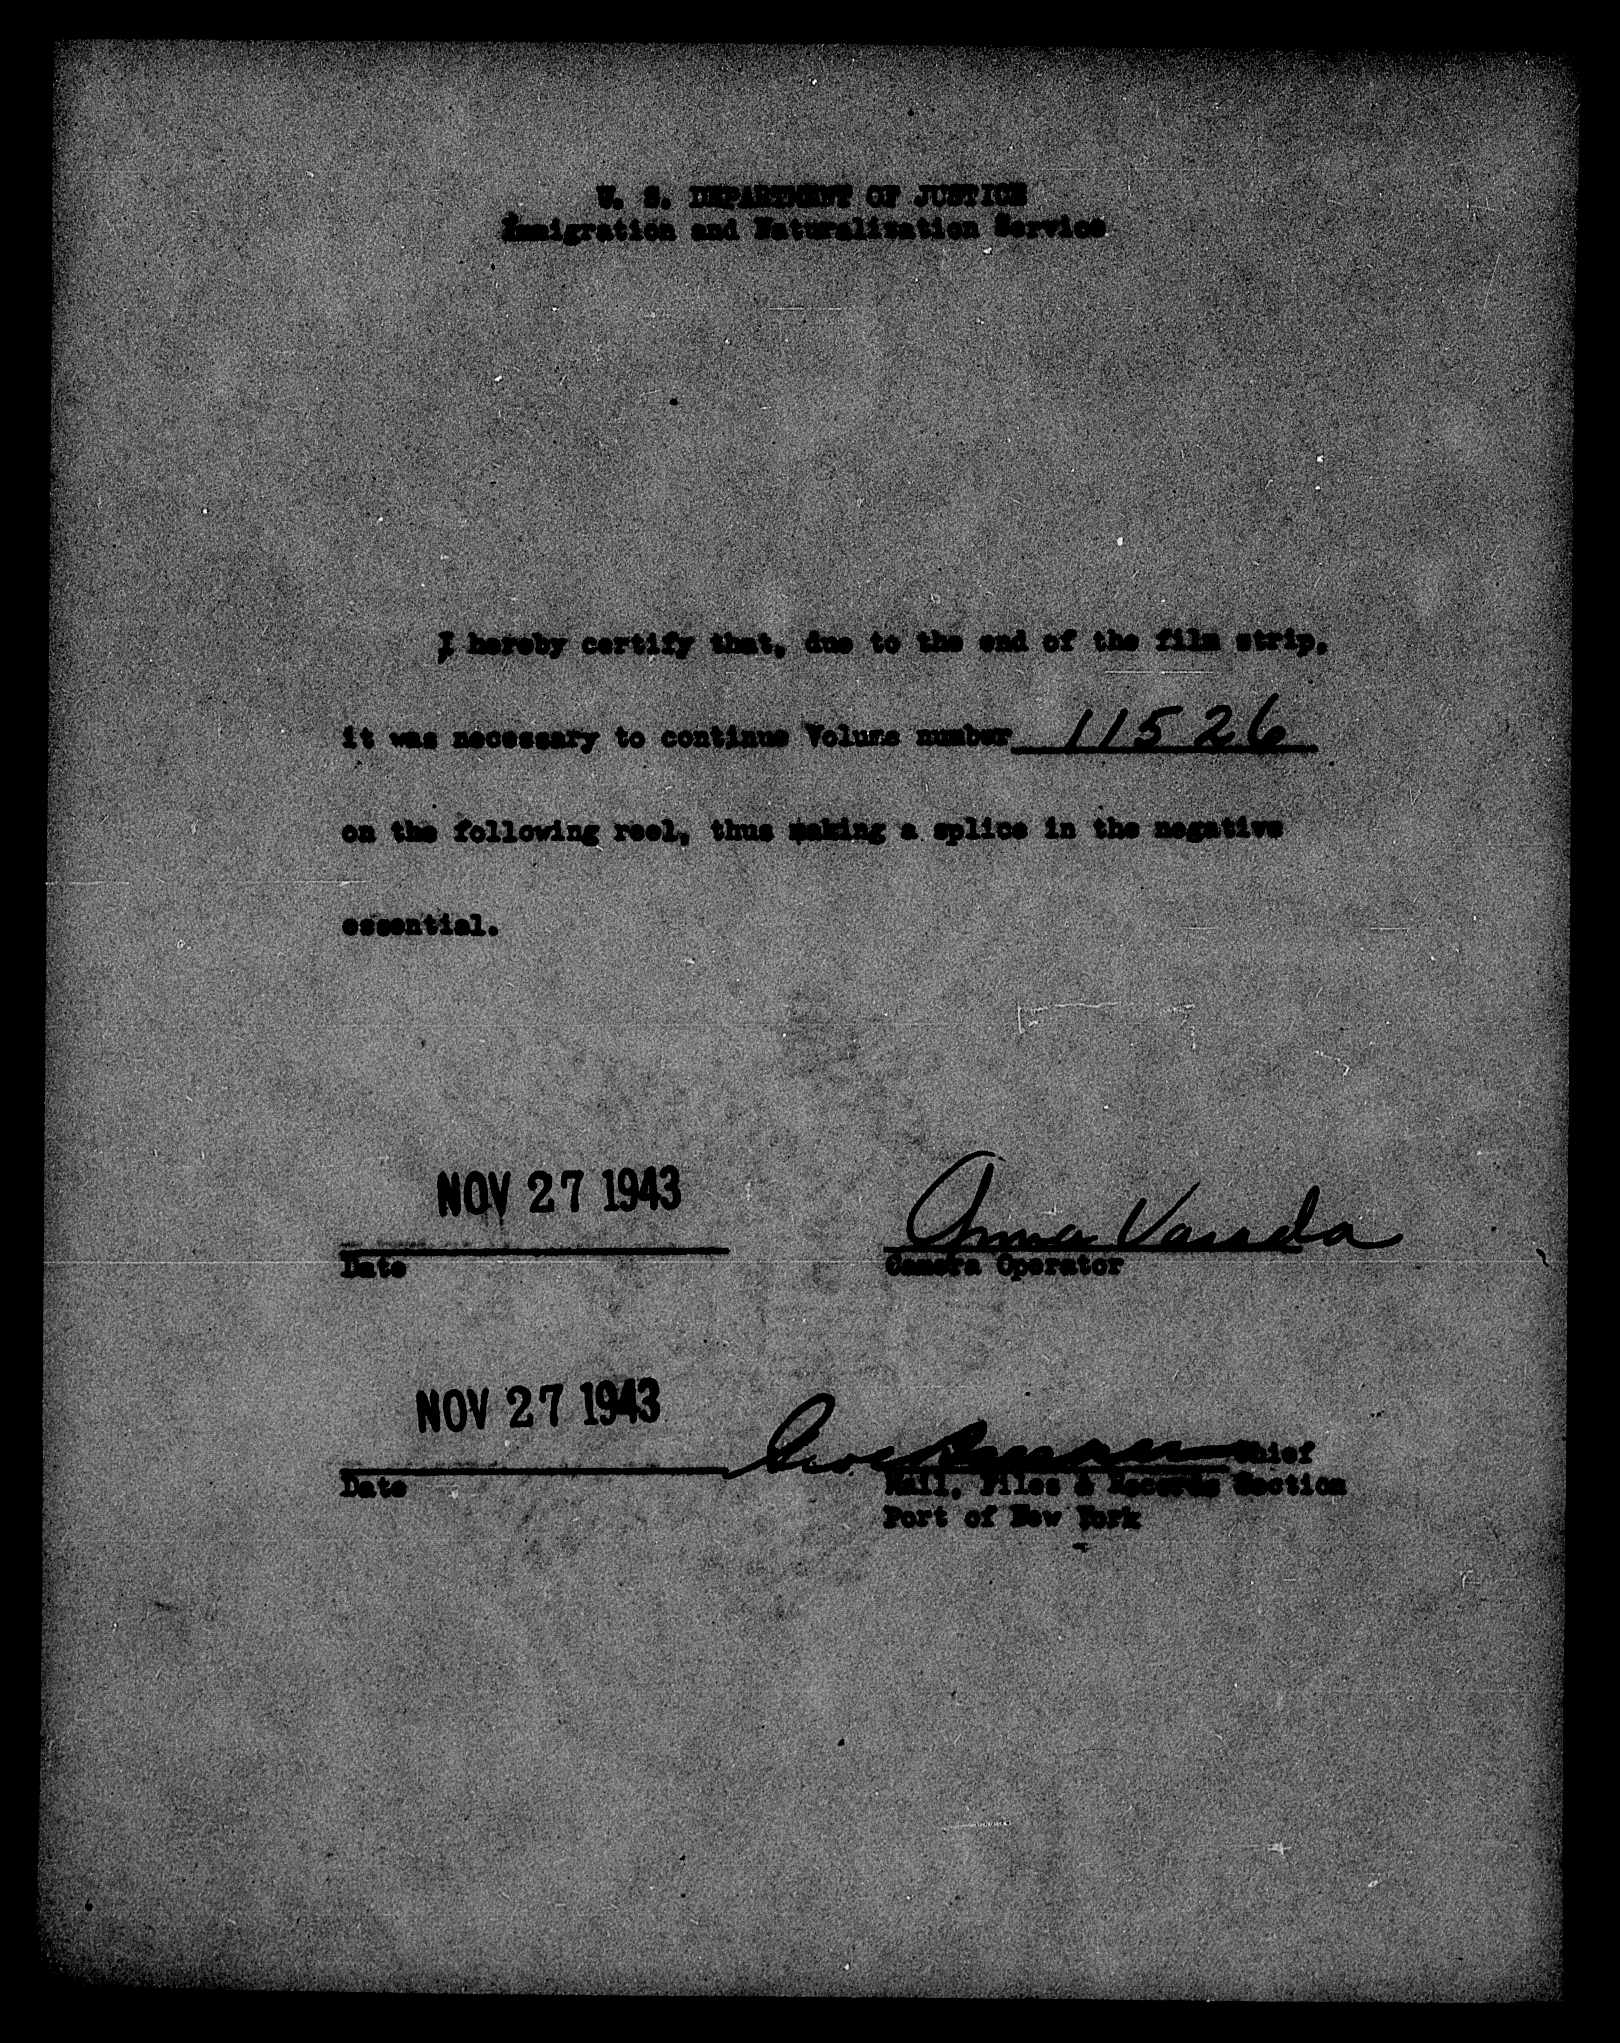 U. S. DEPARTMENT OF JUSTICE
Immigration and Naturalization Service
I hereby certify that, due to the end of the film strip,
it was necessary to continue Volume number 11526
on the following reel, thus making a splice in the negative
essential.
NOV 27 1943
Anna Varuda
Date
Camera Operator
NOV 27 1943
Chief
Date
Mail, Files & Records Section
Port of New York